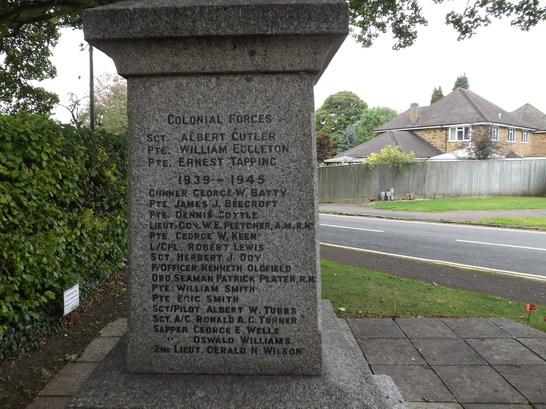 COLONIAL FORCES
SGT. ALBERT CUTLER
PTE. WILLIAM EGGLETON
PTE. ERNEST TAPPING
1939 - 1945
GUNNER GEORGE W. BATTY
PTE. JAMES J. BEECROFT
PTE. DENNIS COYLE
LIEUT. CDR. W. E. FLETCHER, A.M., R.N.
PTE. GEORGE W. KEEN
L/CPL. ROBERT LEWIS
SGT. HERBERT J. ODY
P/OFFICER. KENNETH OLDFIELD
ORD. SEAMAN PATRICK PLATER. R.N.
PTE. WILLIAM SMITH
PTE ERIC SMITH
SGT/PILOT ALBERT W. TUBBS
SGT. A/G. RONALD A. C. TURNER
SAPPER GEORGE E. WELLS
" OSWALD WILLIAMS.
2ND LIEUT. GERALD N. WILSON